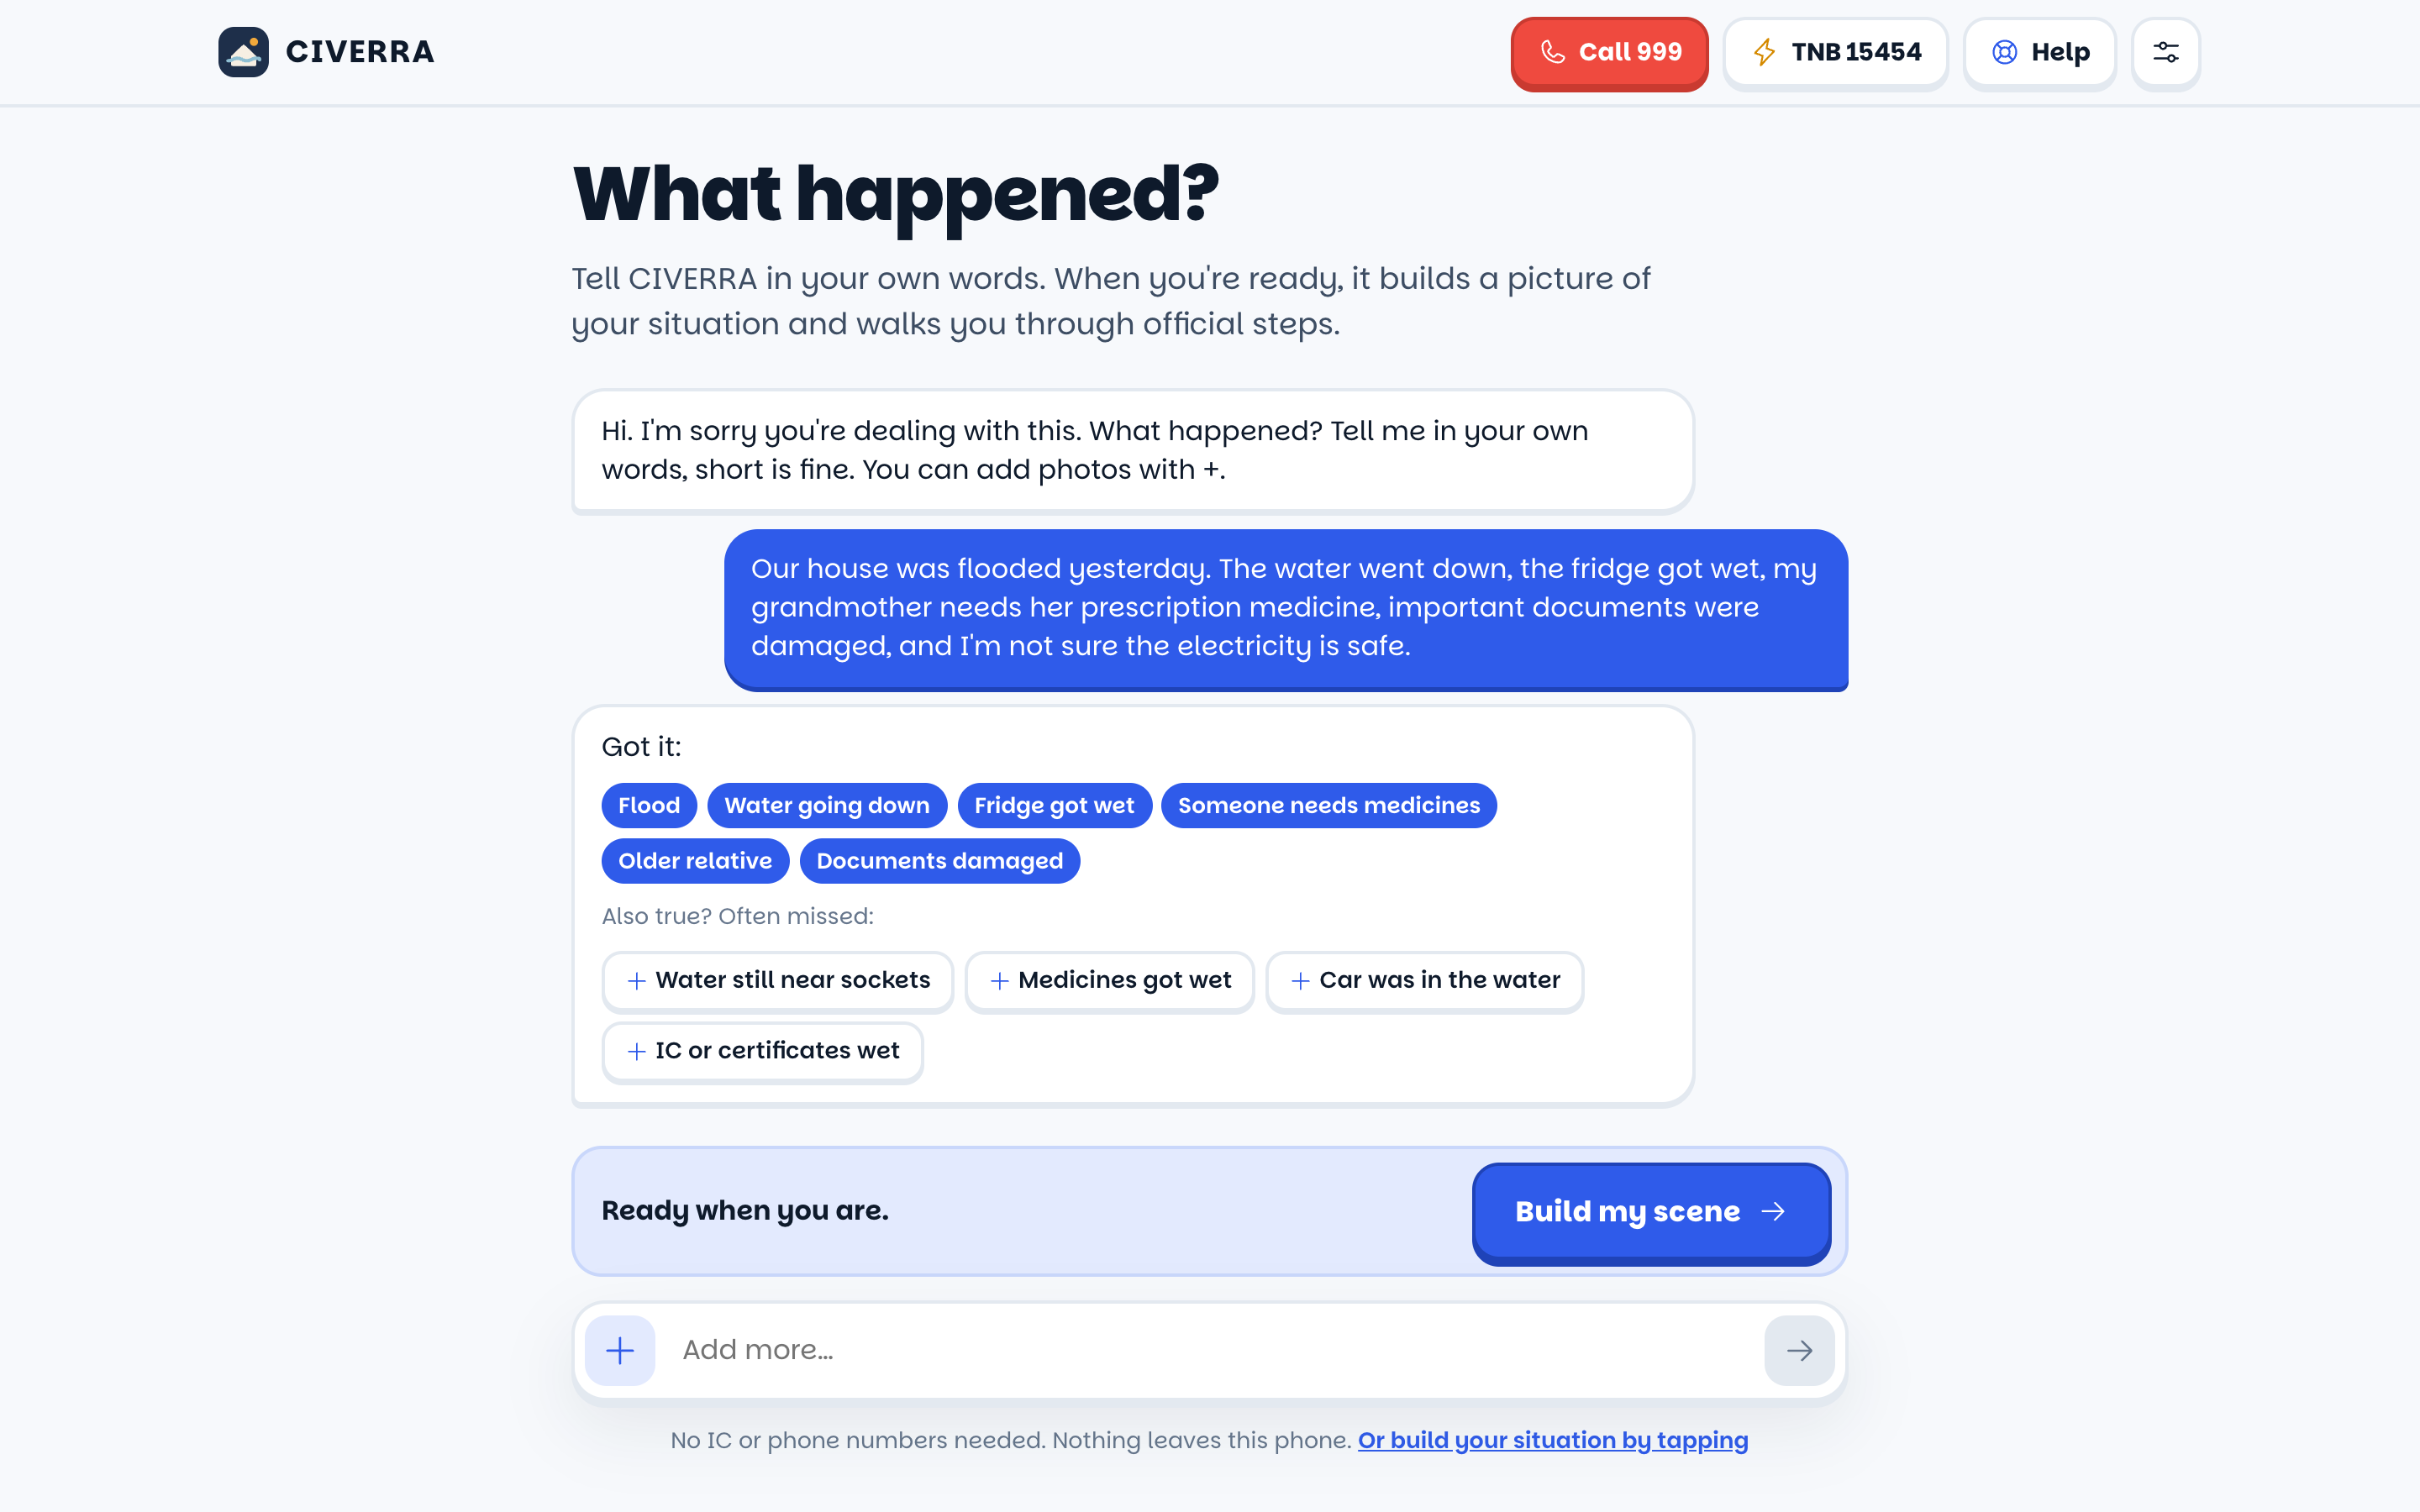 CIVERRA
Call 999
TNB 15454
Help
What happened?
Tell CIVERRA in your own words. When you're ready, it builds a picture of
your situation and walks you through official steps.
Hi. I'm sorry you're dealing with this. What happened? Tell me in your own
words, short is fine. You can add photos with +.
Our house was flooded yesterday. The water went down, the fridge got wet, my
grandmother needs her prescription medicine, important documents were
damaged, and I'm not sure the electricity is safe.
Got it:
Flood
Water going down
Fridge got wet
Someone needs medicines
Older relative
Documents damaged
Also true? Often missed:
+ Water still near sockets
+ Medicines got wet
+ Car was in the water
+ IC or certificates wet
Ready when you are.
Build my scene →
+ Add more... →
No IC or phone numbers needed. Nothing leaves this phone. Or build your situation by tapping